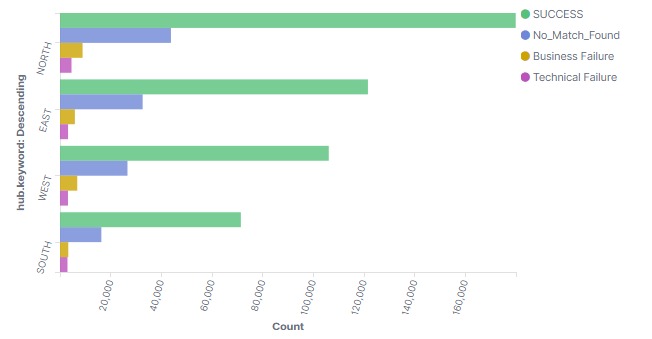 SUCCESS
No_Match_Found
Business Failure
Technical Failure
hub.keyword: Descending
NORTH
EAST
WEST
SOUTH
20,000
40,000
60,000
80,000
100,000
120,000
140,000
160,000
Count